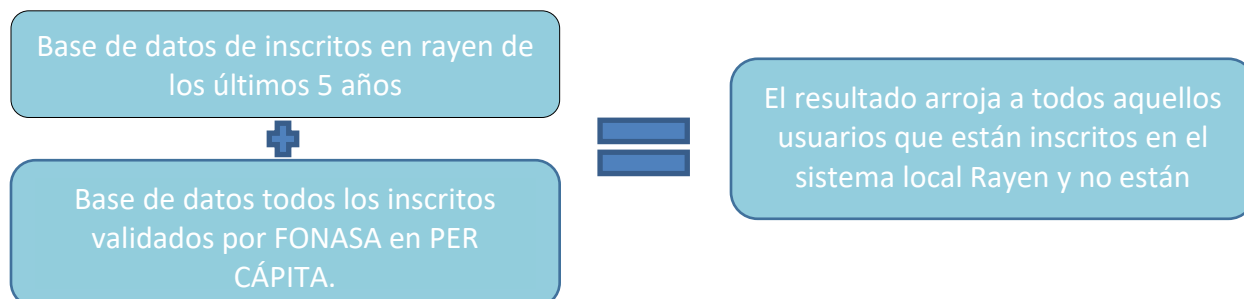 Base de datos de inscritos en rayen de
los últimos 5 años
Base de datos todos los inscritos
validados por FONASA en PER
CÁPITA.
El resultado arroja a todos aquellos
usuarios que están inscritos en el
sistema local Rayen y no están